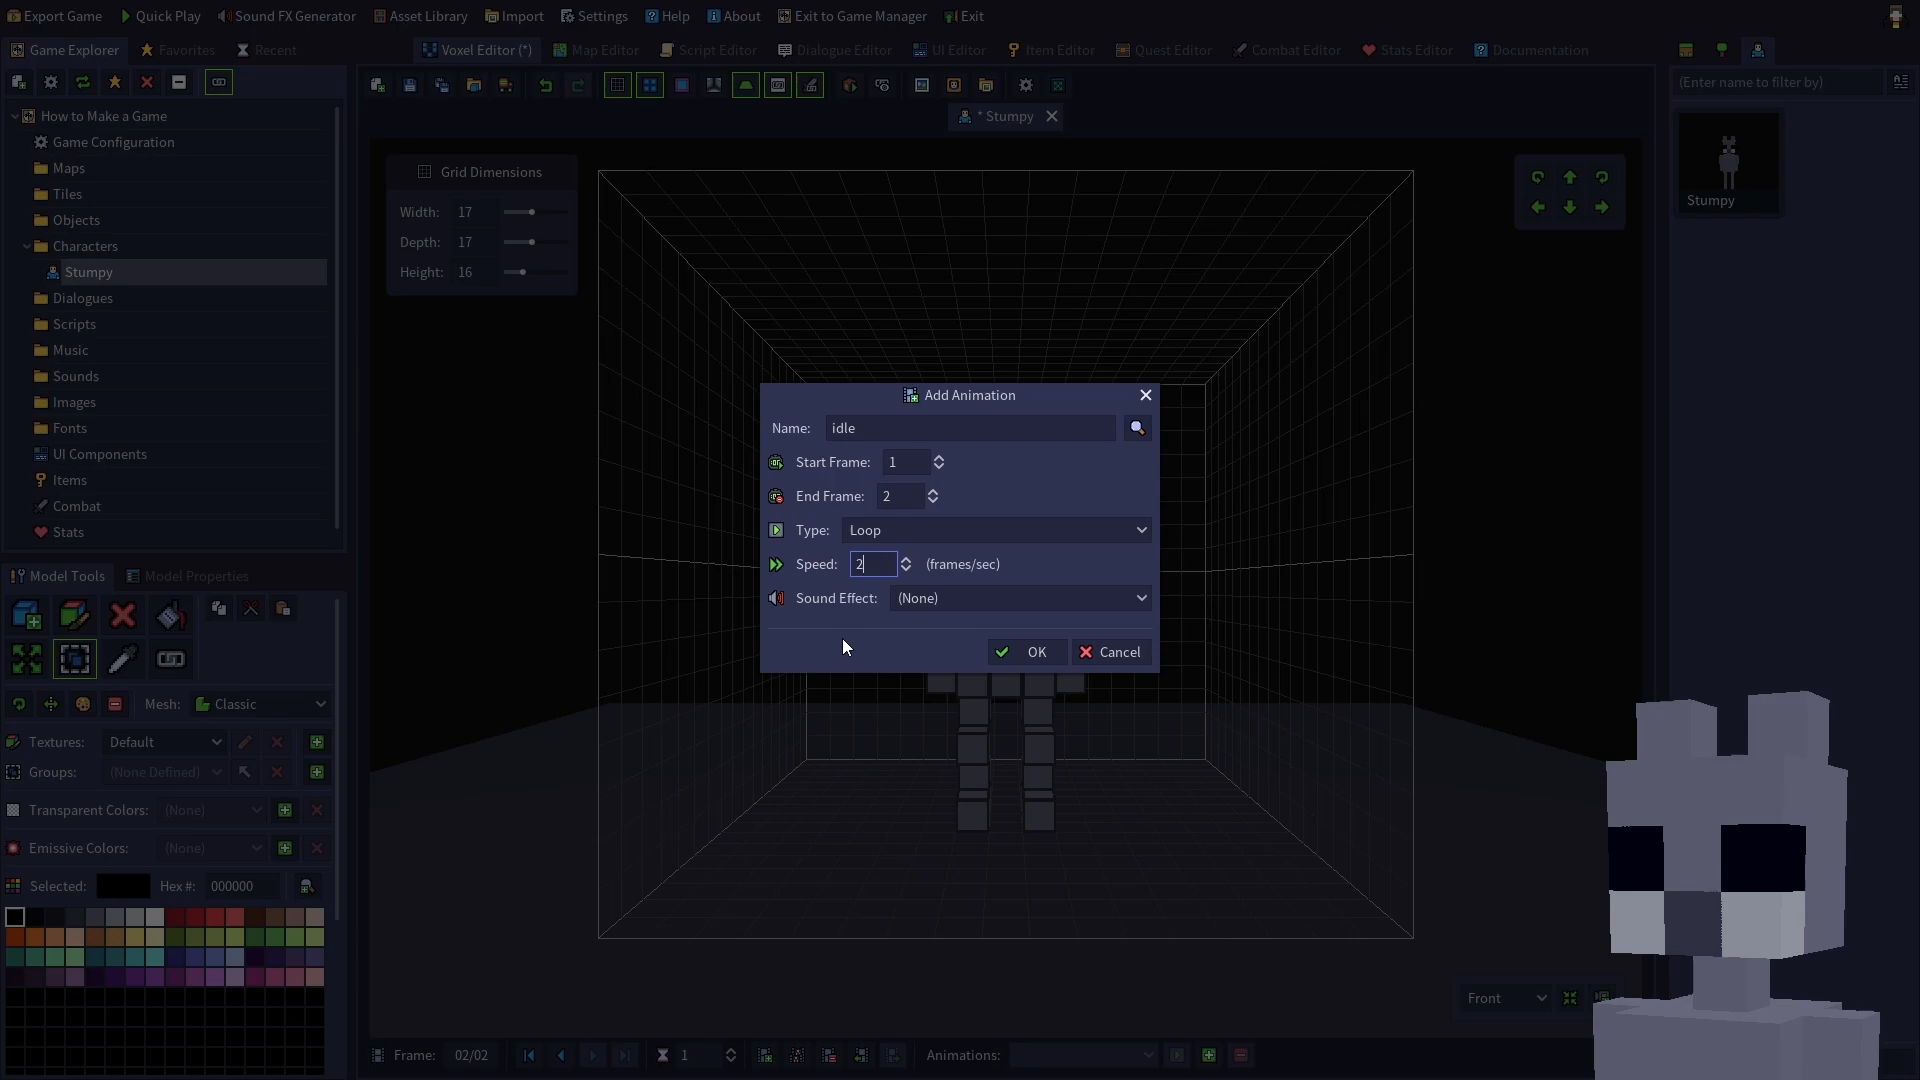 Export Game Quick Play Sound FX Generator Asset Library Import Settings Help About Exit to Game Manager Exit
Game Explorer Favorites Recent Voxel Editor (*) Map Editor Script Editor Dialogue Editor UI Editor Item Editor Quest Editor Combat Editor Stats Editor Documentation
(Enter name to filter by)
* Stumpy
How to Make a Game
Game Configuration
Maps
Tiles
Objects
Characters
Stumpy
Dialogues
Scripts
Music
Sounds
Images
Fonts
UI Components
Items
Combat
Stats
Grid Dimensions
Width: 17
Depth: 17
Height: 16
Stumpy
Add Animation
Name: idle
Start Frame: 1
End Frame: 2
Type: Loop
Speed: 2 (frames/sec)
Sound Effect: (None)
OK Cancel
Model Tools Model Properties
Mesh: Classic
Textures: Default
Groups: (None Defined)
Transparent Colors: (None)
Emissive Colors: (None)
Selected: Hex #: 000000
Front
Frame: 02/02 1 Animations: